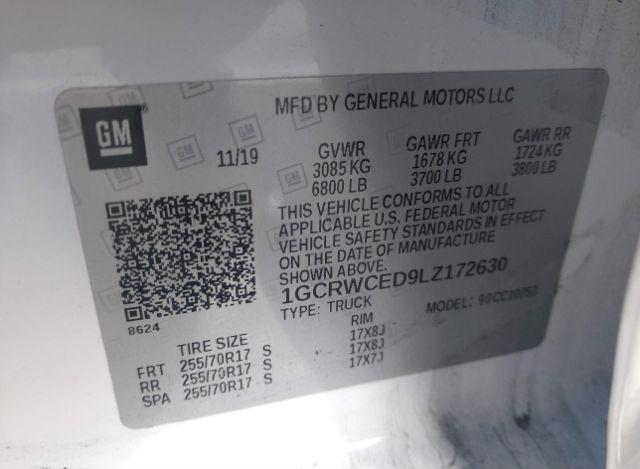 GM
MFD BY GENERAL MOTORS LLC
11/19
GVWR GAWR FRT GAWR RR
3085 KG 1678 KG 1724 KG
6800 LB 3700 LB 3800 LB
THIS VEHICLE CONFORMS TO ALL
APPLICABLE U.S. FEDERAL MOTOR
VEHICLE SAFETY STANDARDS IN EFFECT
ON THE DATE OF MANUFACTURE
SHOWN ABOVE.
1GCRWCED9LZ172630
TYPE: TRUCK MODEL:
8624
TIRE SIZE RIM
FRT 255/70R17 S 17X8J
RR 255/70R17 S 17X8J
SPA 255/70R17 S 17X7J